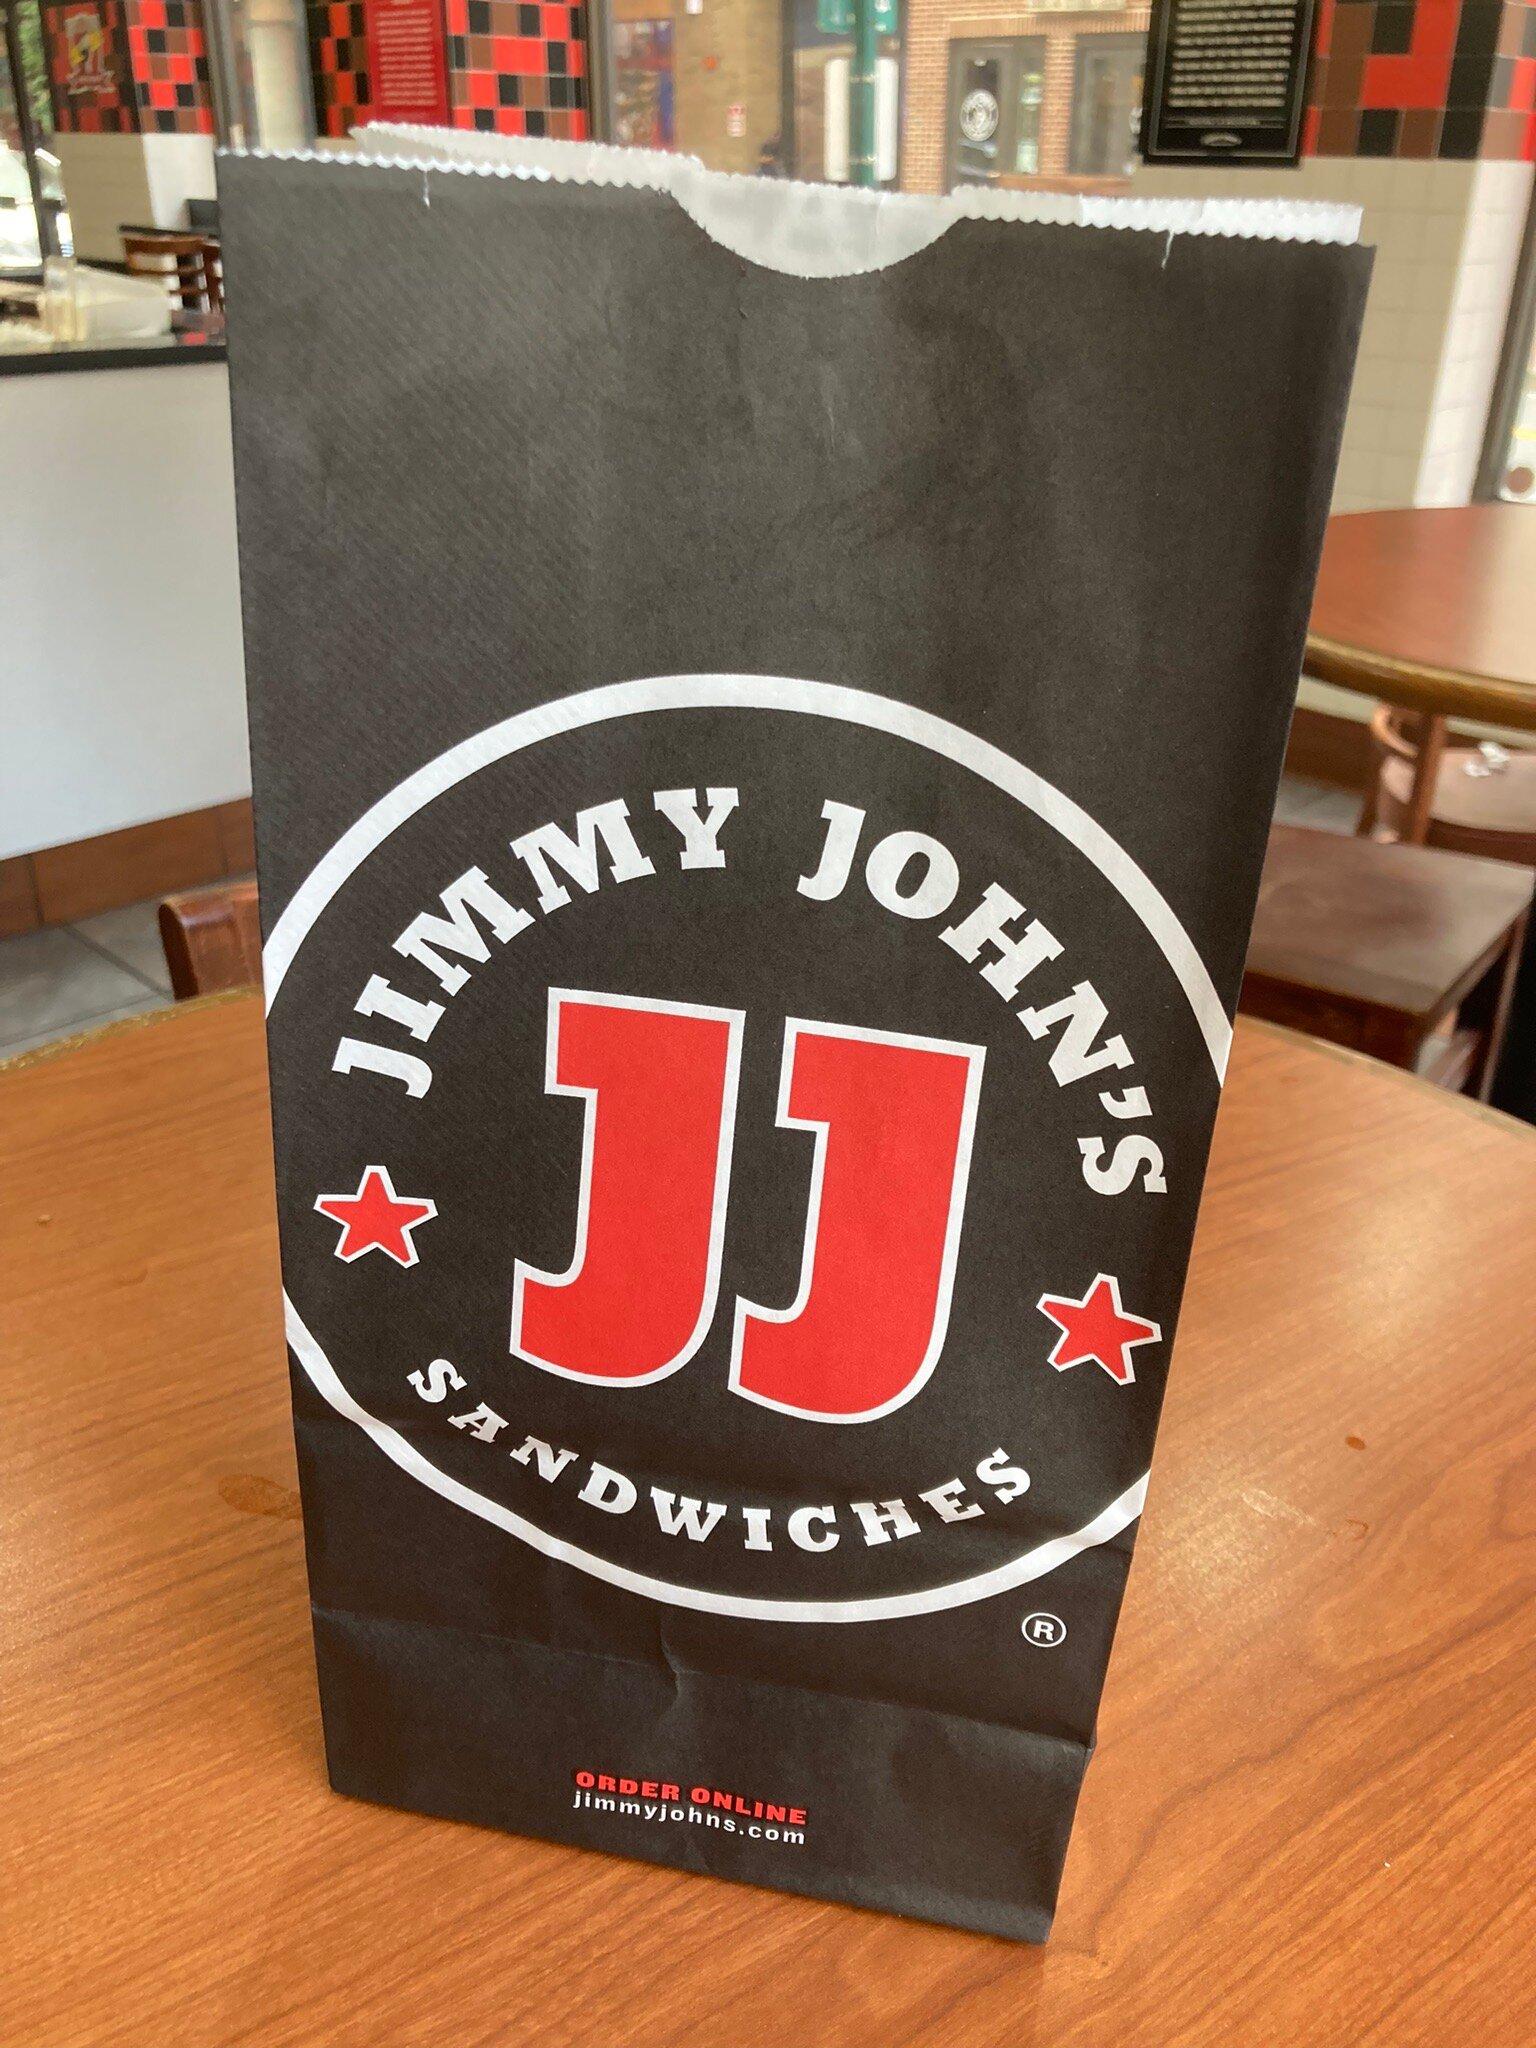 JIMMY JOHN'S
JJ
SANDWICHES
®
ORDER ONLINE
jimmyjohns.com